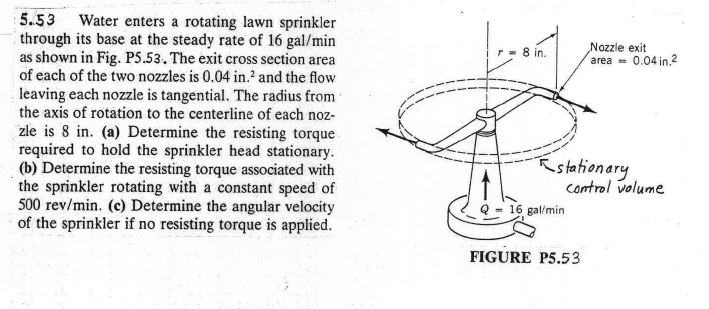 5.53 Water enters a rotating lawn sprinkler
through its base at the steady rate of 16 gal/min
as shown in Fig. P5.53. The exit cross section area
of each of the two nozzles is 0.04 in.² and the flow
leaving each nozzle is tangential. The radius from
the axis of rotation to the centerline of each noz-
zle is 8 in. (a) Determine the resisting torque
required to hold the sprinkler head stationary.
(b) Determine the resisting torque associated with
the sprinkler rotating with a constant speed of
500 rev/min. (c) Determine the angular velocity
of the sprinkler if no resisting torque is applied.
r = 8 in.
Nozzle exit
area = 0.04 in.²
stationary
control volume
Q = 16 gal/min
FIGURE P5.53